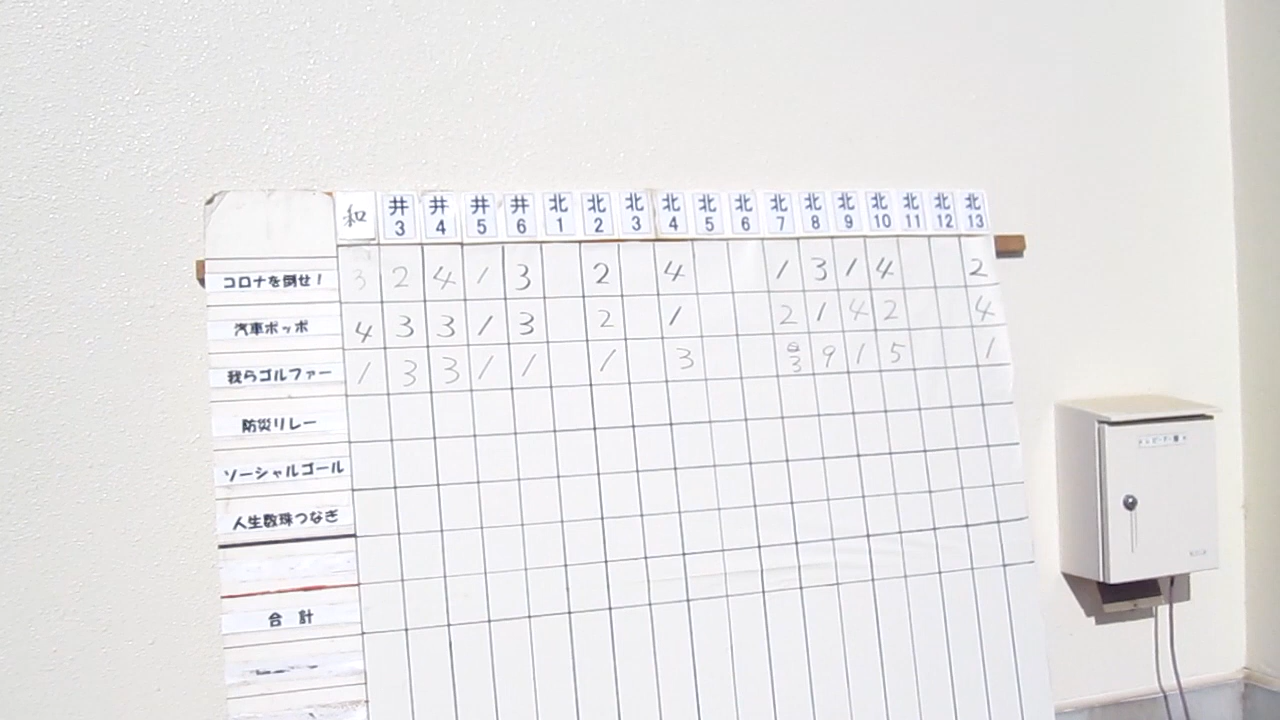 和 井3 井4 井5 井6 北1 北2 北3 北4 北5 北6 北7 北8 北9 北10 北11 北12 北13
コロナを倒せ! 3 2 4 1 3 2 4 1 3 1 4 2
汽車ポッポ 4 3 3 1 3 2 1 2 1 4 2 4
我らゴルファー 1 3 3 1 1 1 3 3 9 1 5 1
防災リレー
ソーシャルゴール
人生数珠つなぎ
合計